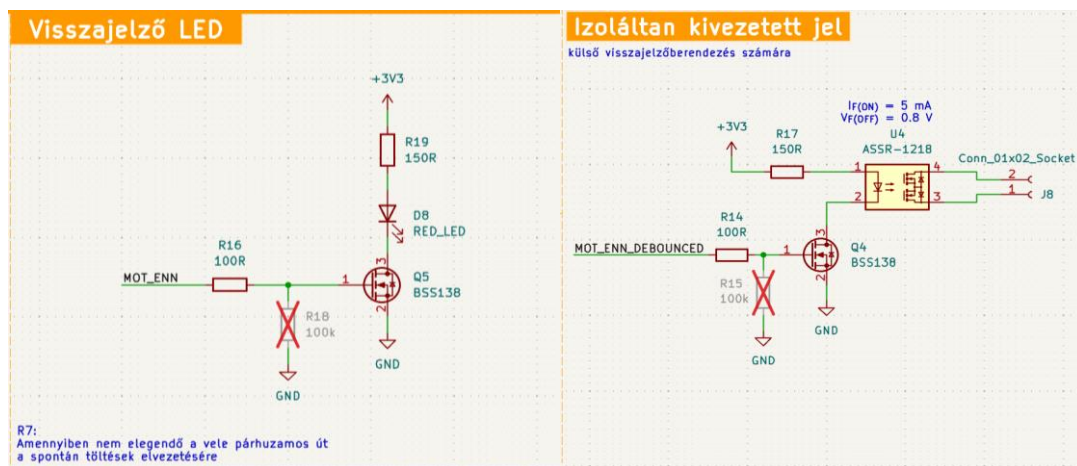 Visszajelző LED
+3V3
R19
150R
D8
RED_LED
R16
100R
MOT_ENN
1
3
2
Q5
BSS138
R18
100k
GND
GND
R7:
Amennyiben nem elegendő a vele párhuzamos út
a spontán töltések elvezetésére
Izoláltan kivezetett jel
külső visszajelzőberendezés számára
IF(ON) = 5 mA
VF(OFF) = 0.8 V
U4
ASSR-1218
+3V3
R17
150R
1
2
4
3
Conn_01x02_Socket
2
1
J8
R14
100R
MOT_ENN_DEBOUNCED
1
3
2
Q4
BSS138
R15
100k
GND
GND